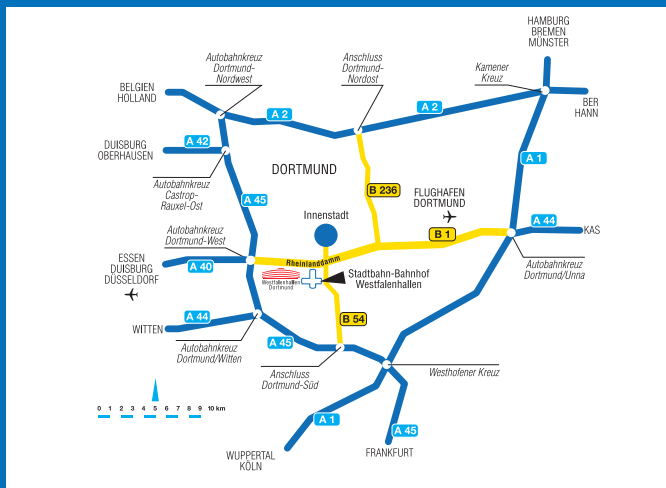 HAMBURG
BREMEN
MÜNSTER
Autobahnkreuz
Dortmund-
Nordwest
Anschluss
Dortmund-
Nordost
Kamener
Kreuz
BELGIEN
HOLLAND
BER
HANN
A 2
A 2
A 42
DUISBURG
OBERHAUSEN
A 1
DORTMUND
Autobahnkreuz
Castrop-
Rauxel-Ost
A 45
B 236
FLUGHAFEN
DORTMUND
Innenstadt
A 44
KAS
B 1
Autobahnkreuz
Dortmund-West
Rheinlanddamm
ESSEN
DUISBURG
DÜSSELDORF
A 40
Westfalenhallen
Dortmund
Stadtbahn-Bahnhof
Westfalenhallen
Autobahnkreuz
Dortmund/Unna
A 44
WITTEN
B 54
Autobahnkreuz
Dortmund/Witten
A 45
Anschluss
Dortmund-Süd
Westhofener Kreuz
0 1 2 3 4 5 6 7 8 9 10 km
A 1
A 45
WUPPERTAL
KÖLN
FRANKFURT